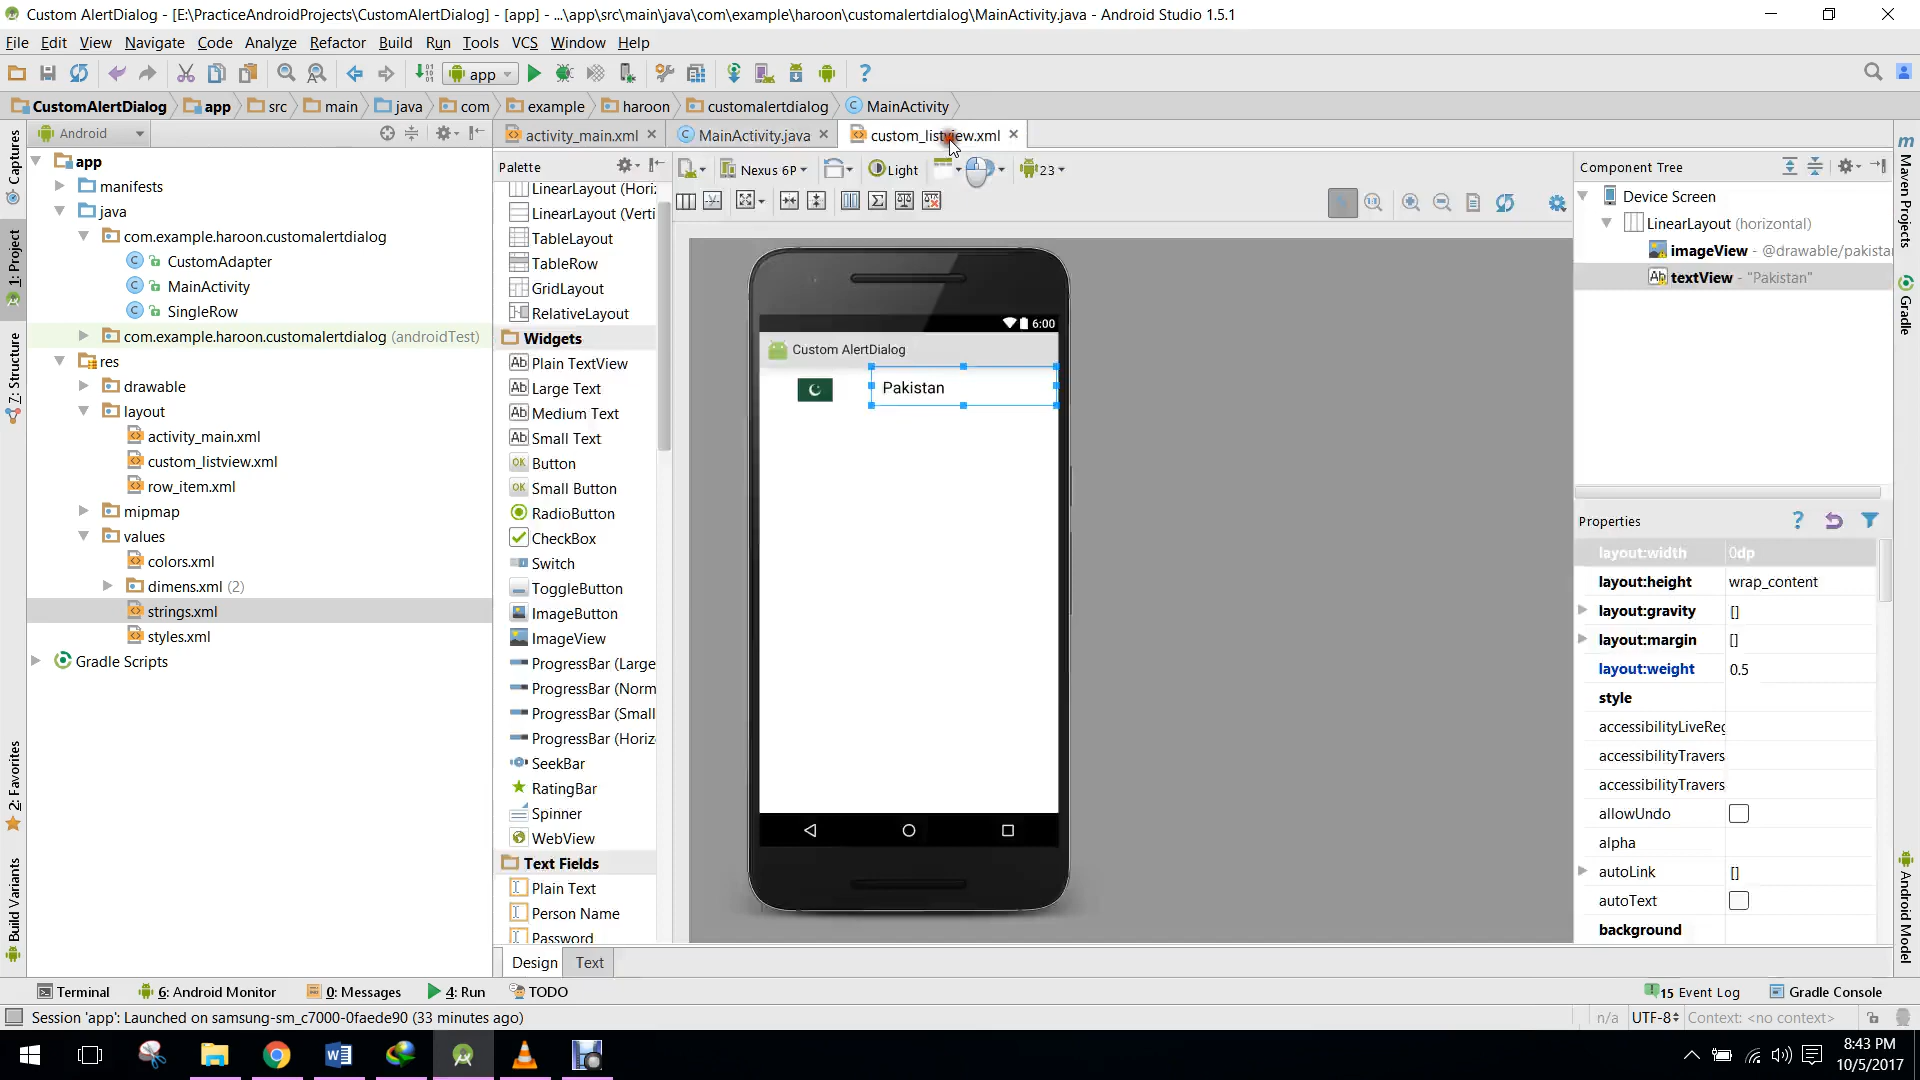 Custom AlertDialog - [E:\PracticeAndroidProjects\CustomAlertDialog] - [app] - ...\app\src\main\java\com\example\haroon\customalertdialog\MainActivity.java - Android Studio 1.5.1
File Edit View Navigate Code Analyze Refactor Build Run Tools VCS Window Help
app
CustomAlertDialog app src main java com example haroon customalertdialog MainActivity
Android
activity_main.xml MainActivity.java custom_listview.xml
Captures
1: Project
7: Structure
2: Favorites
Build Variants
app
manifests
java
com.example.haroon.customalertdialog
CustomAdapter
MainActivity
SingleRow
com.example.haroon.customalertdialog (androidTest)
res
drawable
layout
activity_main.xml
custom_listview.xml
row_item.xml
mipmap
values
colors.xml
dimens.xml (2)
strings.xml
styles.xml
Gradle Scripts
Palette
LinearLayout (Horiz
LinearLayout (Verti
TableLayout
TableRow
GridLayout
RelativeLayout
Widgets
Plain TextView
Large Text
Medium Text
Small Text
Button
Small Button
RadioButton
CheckBox
Switch
ToggleButton
ImageButton
ImageView
ProgressBar (Large
ProgressBar (Norm
ProgressBar (Small
ProgressBar (Horiz
SeekBar
RatingBar
Spinner
WebView
Text Fields
Plain Text
Person Name
Password
Nexus 6P Light 23
6:00
Custom AlertDialog
Pakistan
Design Text
Component Tree
Device Screen
LinearLayout (horizontal)
imageView - @drawable/pakista
textView - "Pakistan"
Properties
layout:width 0dp
layout:height wrap_content
layout:gravity []
layout:margin []
layout:weight 0.5
style
accessibilityLiveReg
accessibilityTravers
accessibilityTravers
allowUndo
alpha
autoLink []
autoText
background
Maven Projects
Gradle
Android Model
Terminal 6: Android Monitor 0: Messages 4: Run TODO
15 Event Log Gradle Console
Session 'app': Launched on samsung-sm_c7000-0faede90 (33 minutes ago)
n/a UTF-8 Context: <no context>
8:43 PM
10/5/2017